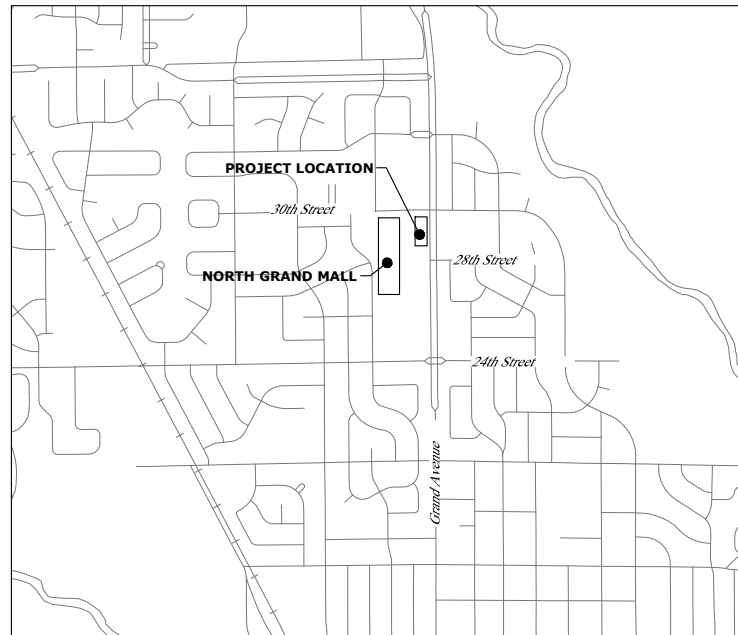 PROJECT LOCATION
30th Street
28th Street
NORTH GRAND MALL
24th Street
Grand Avenue